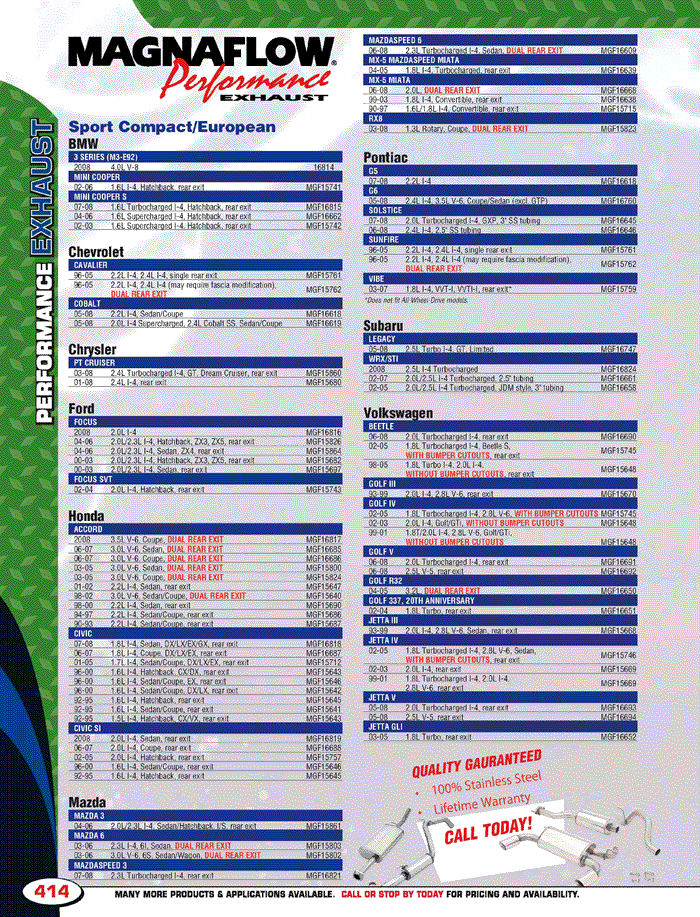 MAGNAFLOW®
Performance
EXHAUST
Sport Compact/European
BMW
3 SERIES (M3-E92)
2008 4.0L V-8 16814
MINI COOPER
02-06 1.6L I-4, Hatchback, rear exit MGF15741
MINI COOPER S
07-08 1.6L Turbocharged I-4, Hatchback, rear exit MGF16815
04-06 1.6L Supercharged I-4, Hatchback, rear exit MGF16662
02-03 1.6L Supercharged I-4, Hatchback, rear exit MGF15742
Chevrolet
CAVALIER
96-05 2.2L I-4, 2.4L I-4, single rear exit MGF15761
96-05 2.2L I-4, 2.4L I-4 (may require fascia modification),
DUAL REAR EXIT MGF15762
COBALT
05-08 2.2L I-4, Sedan/Coupe MGF16618
05-08 2.0L I-4 Supercharged, 2.4L Cobalt SS, Sedan/Coupe MGF16619
Chrysler
PT CRUISER
03-08 2.4L Turbocharged I-4, GT, Dream Cruiser, rear exit MGF15860
01-08 2.4L I-4, rear exit MGF15680
Ford
FOCUS
2008 2.0L I-4 MGF16816
04-06 2.0L/2.3L I-4, Hatchback, ZX3, ZX5, rear exit MGF15826
04-06 2.0L/2.3L I-4, Sedan, ZX4, rear exit MGF15864
00-03 2.0L/2.3L I-4, Hatchback, ZX3, ZX5, rear exit MGF15682
00-03 2.0L/2.3L I-4, Sedan, rear exit MGF15697
FOCUS SVT
02-04 2.0L I-4, Hatchback, rear exit MGF15743
Honda
ACCORD
2008 3.5L V-6, Coupe, DUAL REAR EXIT MGF16817
06-07 3.0L V-6, Sedan, DUAL REAR EXIT MGF16685
06-07 3.0L V-6, Coupe, DUAL REAR EXIT MGF16686
03-05 3.0L V-6, Sedan, DUAL REAR EXIT MGF15800
03-05 3.0L V-6, Coupe, DUAL REAR EXIT MGF15824
01-02 2.2L I-4, Sedan, rear exit MGF15647
98-02 3.0L V-6, Sedan/Coupe, DUAL REAR EXIT MGF15640
98-00 2.2L I-4, Sedan, rear exit MGF15690
94-97 2.2L I-4, Sedan/Coupe, rear exit MGF15686
90-93 2.2L I-4, Sedan/Coupe, rear exit MGF15687
CIVIC
07-08 1.8L I-4, Sedan, DX/LX/EX/GX, rear exit MGF16818
06-07 1.8L I-4, Coupe, DX/LX/EX, rear exit MGF16687
01-05 1.7L I-4, Sedan/Coupe, DX/LX/EX, rear exit MGF15712
96-00 1.6L I-4, Hatchback, CX/DX, rear exit MGF15643
96-00 1.6L I-4, Sedan/Coupe, EX, rear exit MGF15646
96-00 1.6L I-4, Sedan/Coupe, DX/LX, rear exit MGF15642
92-95 1.6L I-4, Hatchback, rear exit MGF15645
92-95 1.6L I-4, Sedan/Coupe, rear exit MGF15641
92-95 1.5L I-4, Hatchback, CX/VX, rear exit MGF15643
CIVIC SI
2008 2.0L I-4, Sedan, rear exit MGF16819
06-07 2.0L I-4, Coupe, rear exit MGF16688
02-05 2.0L I-4, Hatchback, rear exit MGF15757
96-00 1.6L I-4, Sedan/Coupe, rear exit MGF15646
92-95 1.6L I-4, Hatchback, rear exit MGF15645
Mazda
MAZDA 3
04-06 2.0L/2.3L I-4, Sedan/Hatchback, I/S, rear exit MGF15861
MAZDA 6
03-06 2.3L I-4, 6I, Sedan, DUAL REAR EXIT MGF15803
03-06 3.0L V-6, 6S, Sedan/Wagon, DUAL REAR EXIT MGF15802
MAZDASPEED 3
07-08 2.3L Turbocharged I-4, rear exit MGF16821
MAZDASPEED 6
06-08 2.3L Turbocharged I-4, Sedan, DUAL REAR EXIT MGF16609
MX-5 MAZDASPEED MIATA
04-05 1.8L I-4, Turbocharged, rear exit MGF16639
MX-5 MIATA
06-08 2.0L, DUAL REAR EXIT MGF16668
99-03 1.8L I-4, Convertible, rear exit MGF16638
90-97 1.6L/1.8L I-4, Convertible, rear exit MGF15715
RX8
03-08 1.3L Rotary, Coupe, DUAL REAR EXIT MGF15823
Pontiac
G5
07-08 2.2L I-4 MGF16618
G6
05-08 2.4L I-4, 3.5L V-6, Coupe/Sedan (excl. GTP) MGF16760
SOLSTICE
07-08 2.0L Turbocharged I-4, GXP, 3" SS tubing MGF16645
06-08 2.4L I-4, 2.5" SS tubing MGF16646
SUNFIRE
96-05 2.2L I-4, 2.4L I-4, single rear exit MGF15761
96-05 2.2L I-4, 2.4L I-4 (may require fascia modification),
DUAL REAR EXIT MGF15762
VIBE
03-07 1.8L I-4, VVT-I, VVTI-I, rear exit* MGF15759
*Does not fit All Wheel Drive models.
Subaru
LEGACY
05-08 2.5L Turbo I-4, GT, Limited MGF16747
WRX/STI
2008 2.5L I-4 Turbocharged MGF16824
02-07 2.0L/2.5L I-4 Turbocharged, 2.5" tubing MGF16661
02-05 2.0L/2.5L I-4 Turbocharged, JDM style, 3" tubing MGF16658
Volkswagen
BEETLE
06-08 2.0L Turbocharged I-4, rear exit MGF16690
02-05 1.8L Turbocharged I-4, Beetle S,
WITH BUMPER CUTOUTS, rear exit MGF15745
98-05 1.8L Turbo I-4, 2.0L I-4,
WITHOUT BUMPER CUTOUTS, rear exit MGF15648
GOLF III
93-99 2.0L I-4, 2.8L V-6, rear exit MGF15670
GOLF IV
02-05 1.8L Turbocharged I-4, 2.8L V-6, WITH BUMPER CUTOUTS MGF15745
02-03 2.0L I-4, Golf/GTi, WITHOUT BUMPER CUTOUTS MGF15648
99-01 1.8T/2.0L I-4, 2.8L V-6, Golf/GTi,
WITHOUT BUMPER CUTOUTS MGF15648
GOLF V
06-08 2.0L Turbocharged I-4, rear exit MGF16691
06-08 2.5L V-5, rear exit MGF16692
GOLF R32
04-05 3.2L, DUAL REAR EXIT MGF16650
GOLF 337, 20TH ANNIVERSARY
02-04 1.8L Turbo, rear exit MGF16651
JETTA III
93-99 2.0L I-4, 2.8L V-6, Sedan, rear exit MGF15668
JETTA IV
02-05 1.8L Turbocharged I-4, 2.8L V-6, Sedan,
WITH BUMPER CUTOUTS, rear exit MGF15746
02-03 2.0L I-4, rear exit MGF15669
99-01 1.8L Turbocharged I-4, 2.0L I-4,
2.8L V-6, rear exit MGF15669
JETTA V
05-08 2.0L Turbocharged I-4, rear exit MGF16693
05-08 2.5L V-5, rear exit MGF16694
JETTA GLI
03-05 1.8L Turbo, rear exit MGF16652
QUALITY GAURANTEED
• 100% Stainless Steel
• Lifetime Warranty
CALL TODAY!
PERFORMANCE EXHAUST
414
MANY MORE PRODUCTS & APPLICATIONS AVAILABLE. CALL OR STOP BY TODAY FOR PRICING AND AVAILABILITY.